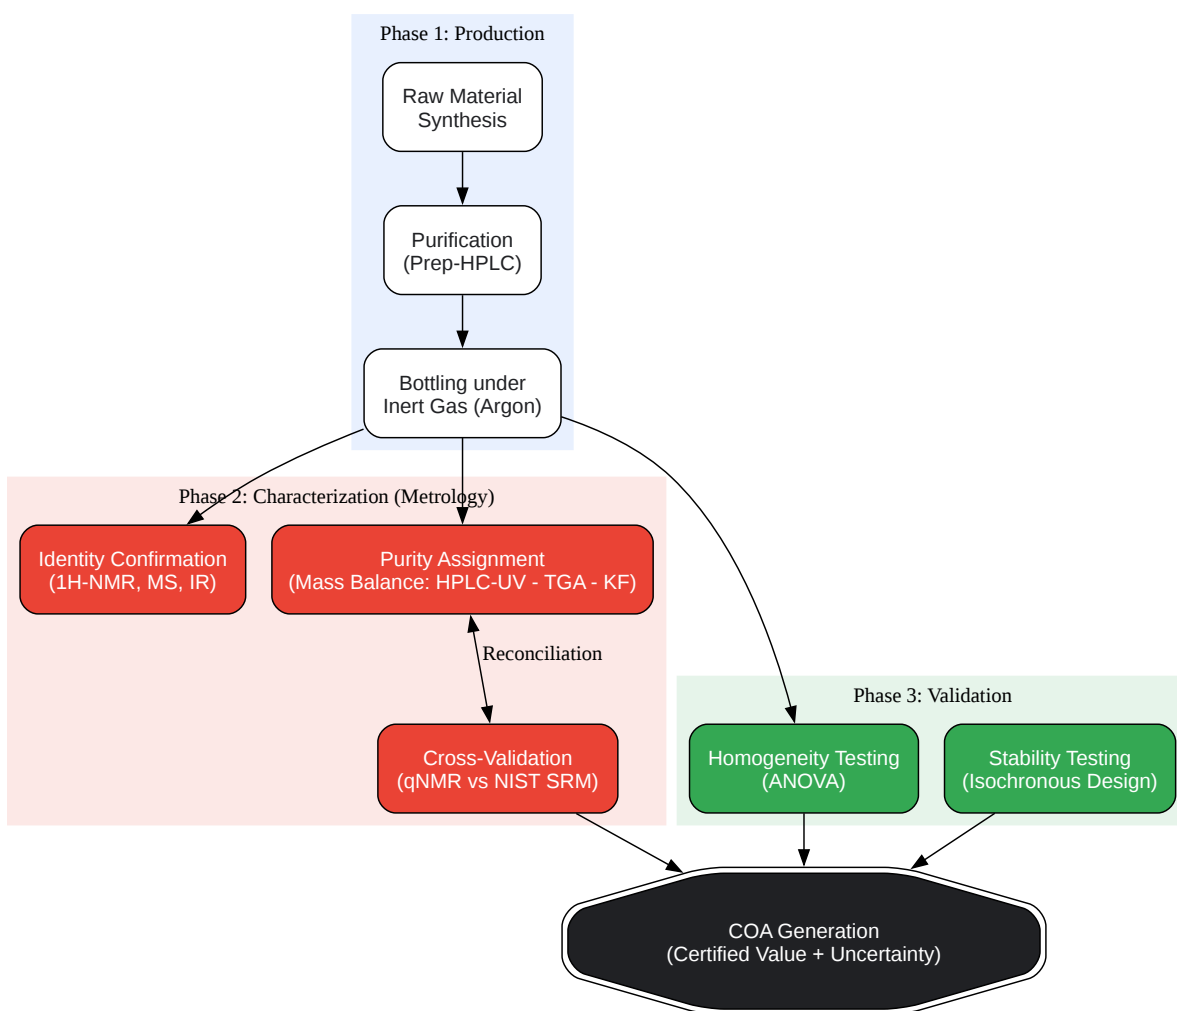 Phase 1: Production
Raw Material
Synthesis
Purification
(Prep-HPLC)
Bottling under
Inert Gas (Argon)
Phase 2: Characterization (Metrology)
Identity Confirmation
(1H-NMR, MS, IR)
Purity Assignment
(Mass Balance: HPLC-UV - TGA - KF)
Reconciliation
Cross-Validation
(qNMR vs NIST SRM)
Phase 3: Validation
Homogeneity Testing
(ANOVA)
Stability Testing
(Isochronous Design)
COA Generation
(Certified Value + Uncertainty)